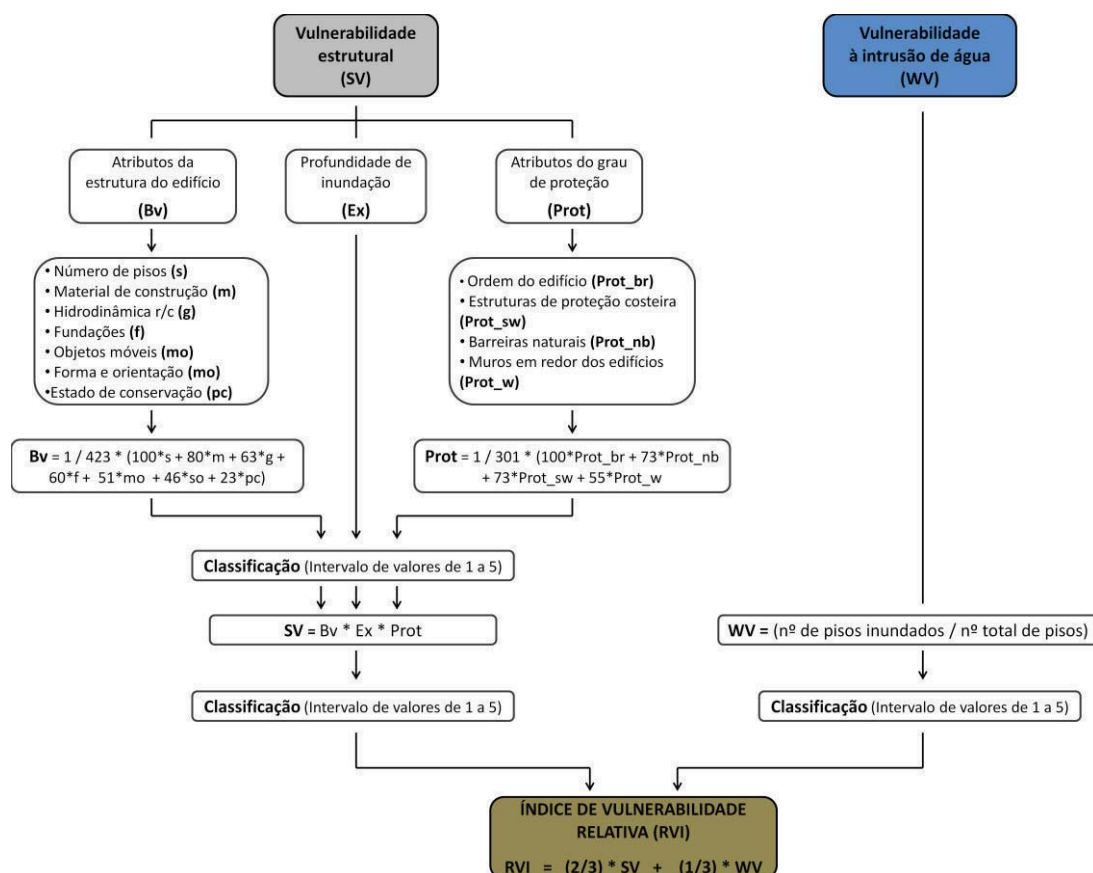 Vulnerabilidade
estrutural
(SV)
Vulnerabilidade
à intrusão de água
(WV)
Atributos da
estrutura do edifício
(Bv)
Profundidade de
inundação
(Ex)
Atributos do grau
de proteção
(Prot)
• Número de pisos (s)
• Material de construção (m)
• Hidrodinâmica r/c (g)
• Fundações (f)
• Objetos móveis (mo)
• Forma e orientação (mo)
•Estado de conservação (pc)
• Ordem do edifício (Prot_br)
• Estruturas de proteção costeira
(Prot_sw)
• Barreiras naturais (Prot_nb)
• Muros em redor dos edifícios
(Prot_w)
Bv = 1 / 423 * (100*s + 80*m + 63*g +
60*f + 51*mo + 46*so + 23*pc)
Prot = 1 / 301 * (100*Prot_br + 73*Prot_nb
+ 73*Prot_sw + 55*Prot_w
Classificação (Intervalo de valores de 1 a 5)
SV = Bv * Ex * Prot
WV = (nº de pisos inundados / nº total de pisos)
Classificação (Intervalo de valores de 1 a 5)
Classificação (Intervalo de valores de 1 a 5)
ÍNDICE DE VULNERABILIDADE
RELATIVA (RVI)
RVI = (2/3) * SV + (1/3) * WV